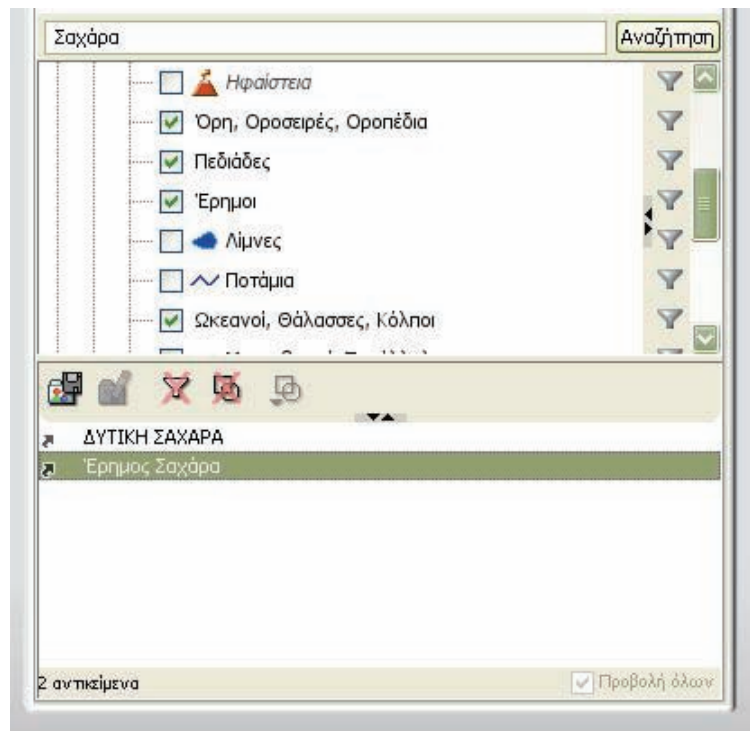 Σαχάρα
Αναζήτηση
Ηφαίστεια
Όρη, Οροσειρές, Οροπέδια
Πεδιάδες
Έρημοι
Λίμνες
Ποτάμια
Ωκεανοί, Θάλασσες, Κόλποι
ΔΥΤΙΚΗ ΣΑΧΑΡΑ
Έρημος Σαχάρα
2 αντικείμενα
Προβολή όλων